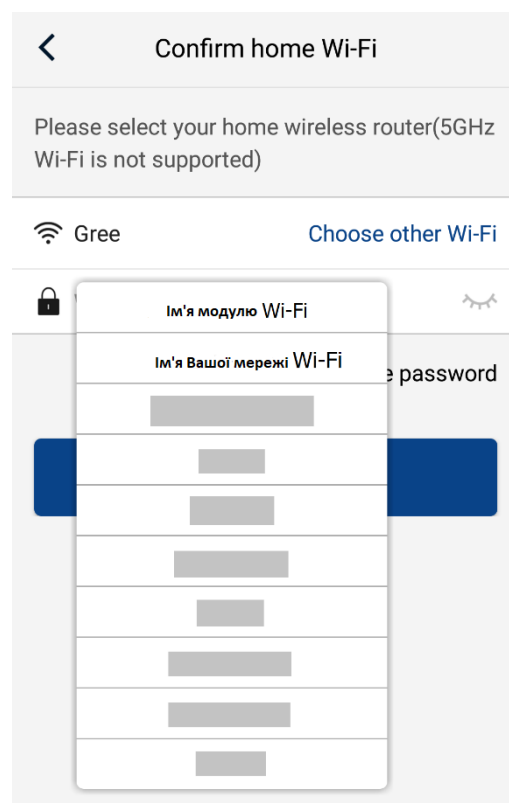 Confirm home Wi-Fi
Please select your home wireless router(5GHz
Wi-Fi is not supported)
Gree
Choose other Wi-Fi
Ім'я модулю Wi-Fi
Ім'я Вашої мережі Wi-Fi
password